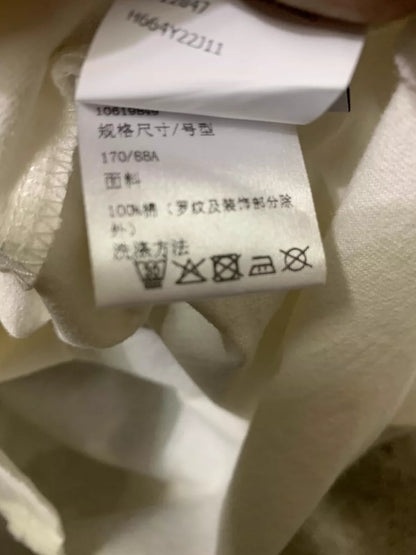 H664Y22J11
10619849
规格尺寸/号型
170/88A
面料
100%棉（罗纹及装饰部分除
外）
洗涤方法